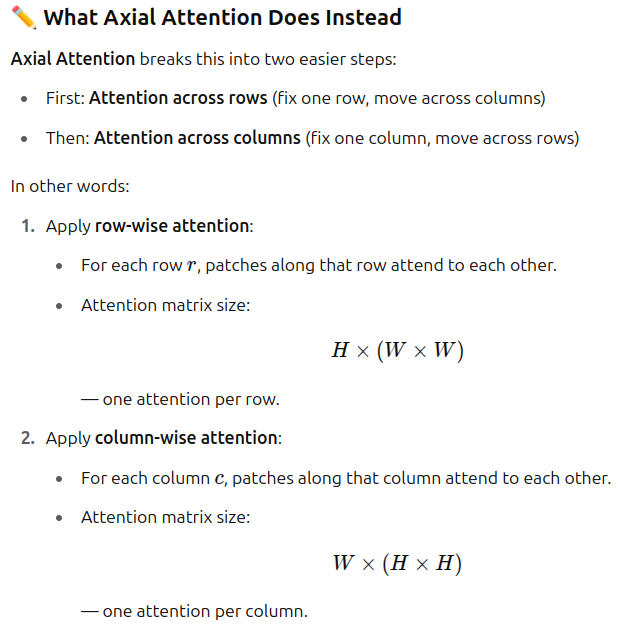 ✏️ What Axial Attention Does Instead
Axial Attention breaks this into two easier steps:
• First: Attention across rows (fix one row, move across columns)
• Then: Attention across columns (fix one column, move across rows)
In other words:
1. Apply row-wise attention:
• For each row r, patches along that row attend to each other.
• Attention matrix size:
H × (W × W)
— one attention per row.
2. Apply column-wise attention:
• For each column c, patches along that column attend to each other.
• Attention matrix size:
W × (H × H)
— one attention per column.